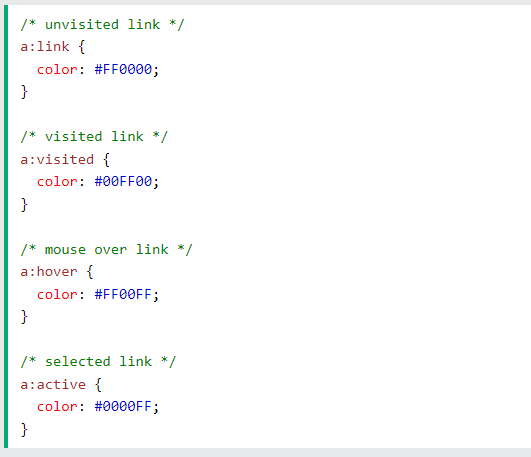 /* unvisited link */
a:link {
  color: #FF0000;
}

/* visited link */
a:visited {
  color: #00FF00;
}

/* mouse over link */
a:hover {
  color: #FF00FF;
}

/* selected link */
a:active {
  color: #0000FF;
}